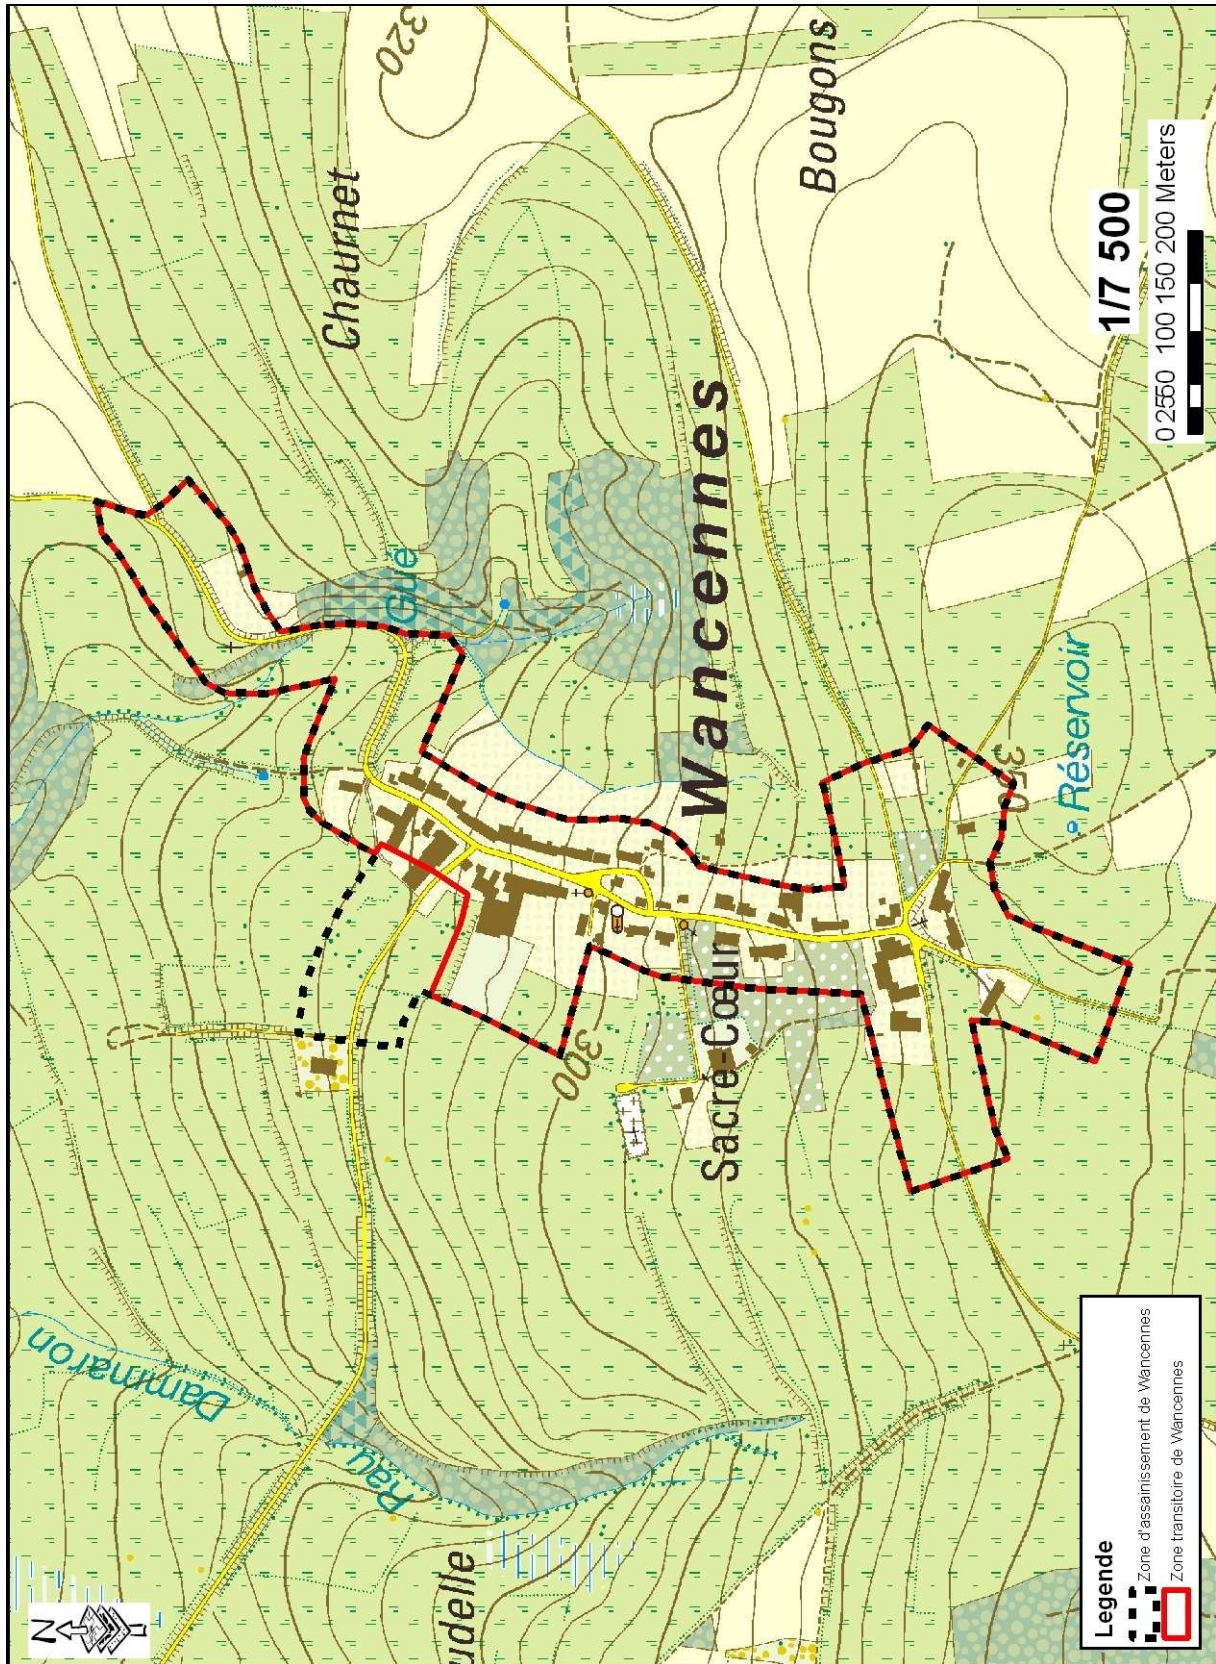 N
Dammaron
Rau
udelle
320
Chaurnet
Bougons
Gué
Wancennes
300
Sacré-Cœur
350
Réservoir
1/7 500
0 25 50 100 150 200 Meters
Legende
Zone d'assainissement de Wancennes
Zone transitoire de Wancennes